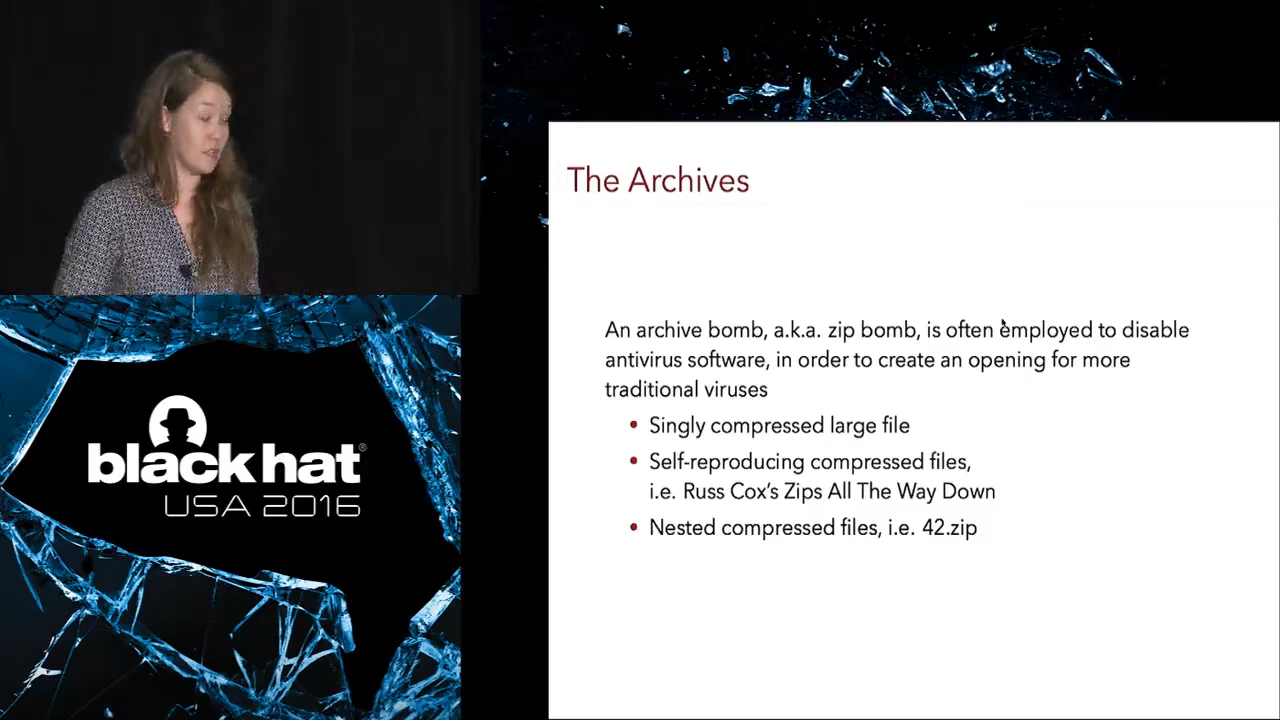 The Archives
An archive bomb, a.k.a. zip bomb, is often employed to disable
antivirus software, in order to create an opening for more
traditional viruses
• Singly compressed large file
• Self-reproducing compressed files,
i.e. Russ Cox's Zips All The Way Down
• Nested compressed files, i.e. 42.zip
black hat®
USA 2016